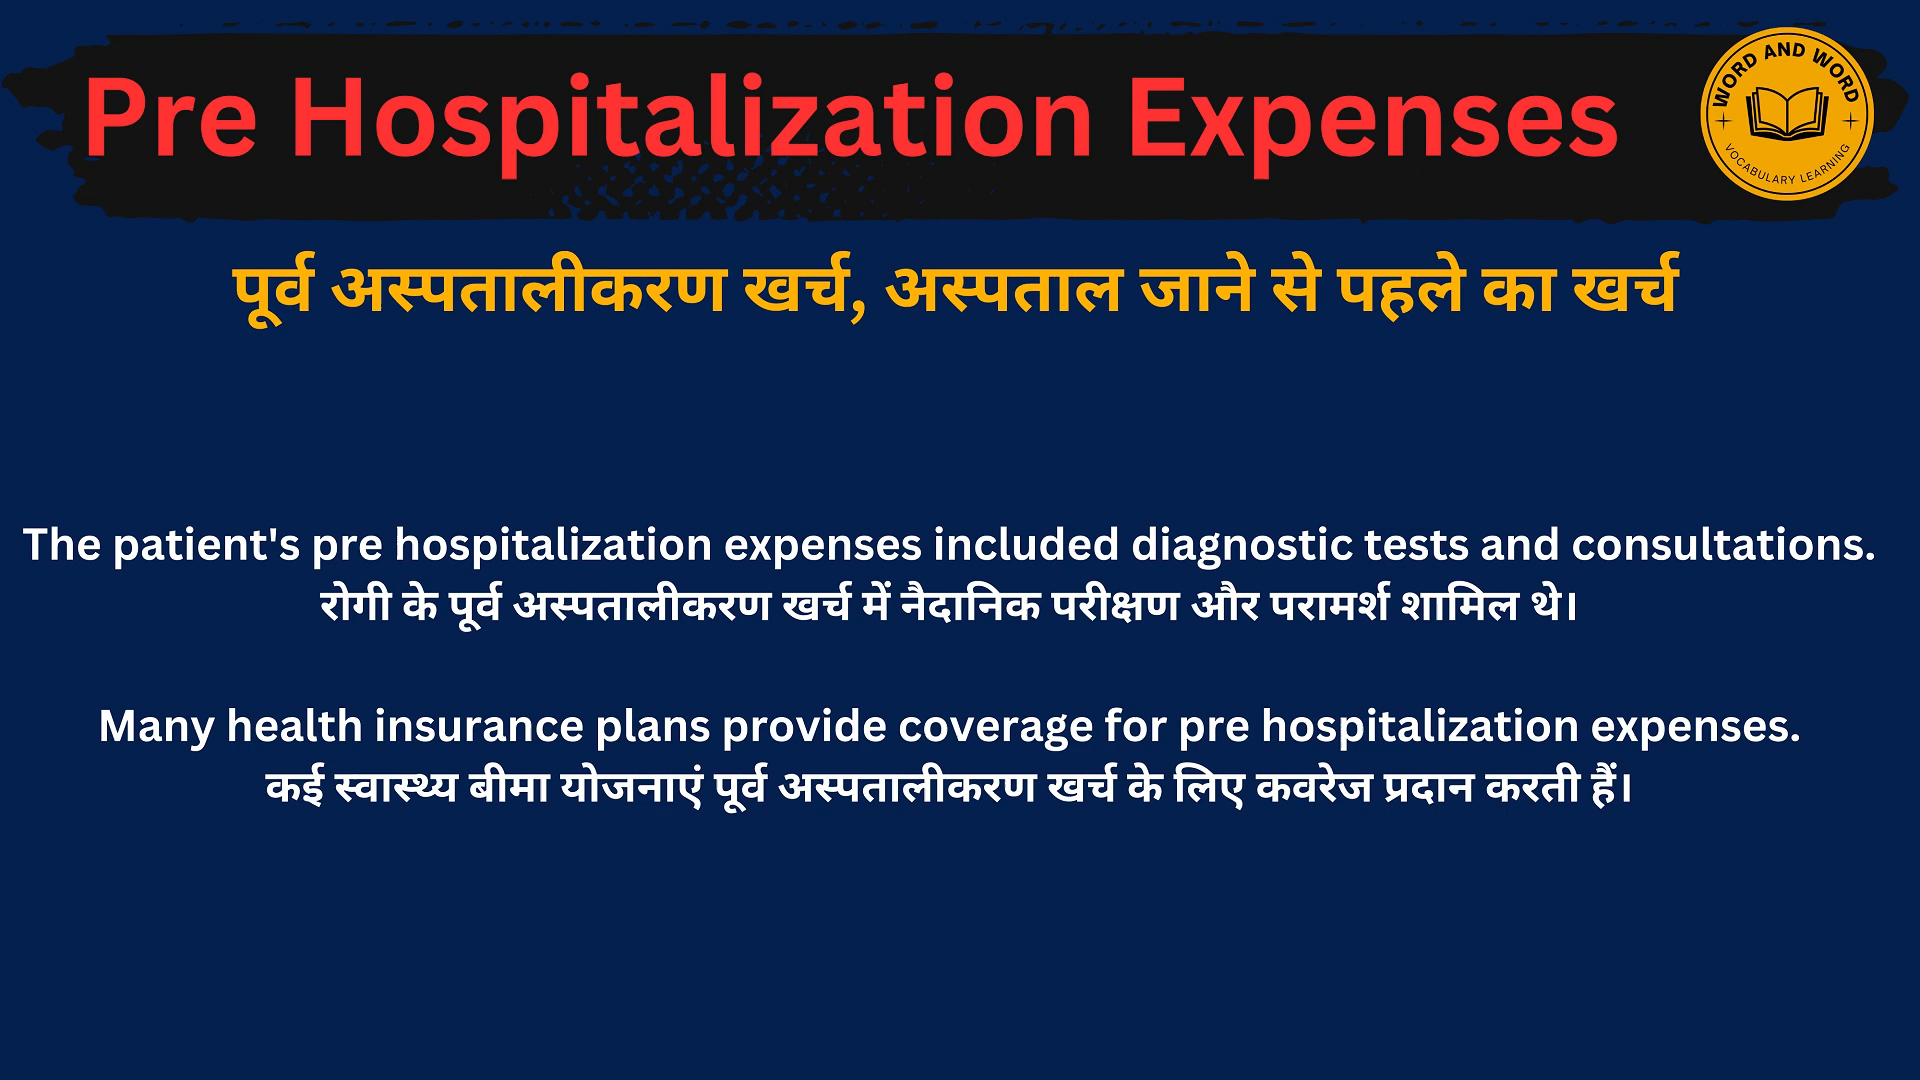 Pre Hospitalization Expenses
WORD AND WORD
VOCABULARY LEARNING
पूर्व अस्पतालीकरण खर्च, अस्पताल जाने से पहले का खर्च
The patient's pre hospitalization expenses included diagnostic tests and consultations.
रोगी के पूर्व अस्पतालीकरण खर्च में नैदानिक परीक्षण और परामर्श शामिल थे।
Many health insurance plans provide coverage for pre hospitalization expenses.
कई स्वास्थ्य बीमा योजनाएं पूर्व अस्पतालीकरण खर्च के लिए कवरेज प्रदान करती हैं।